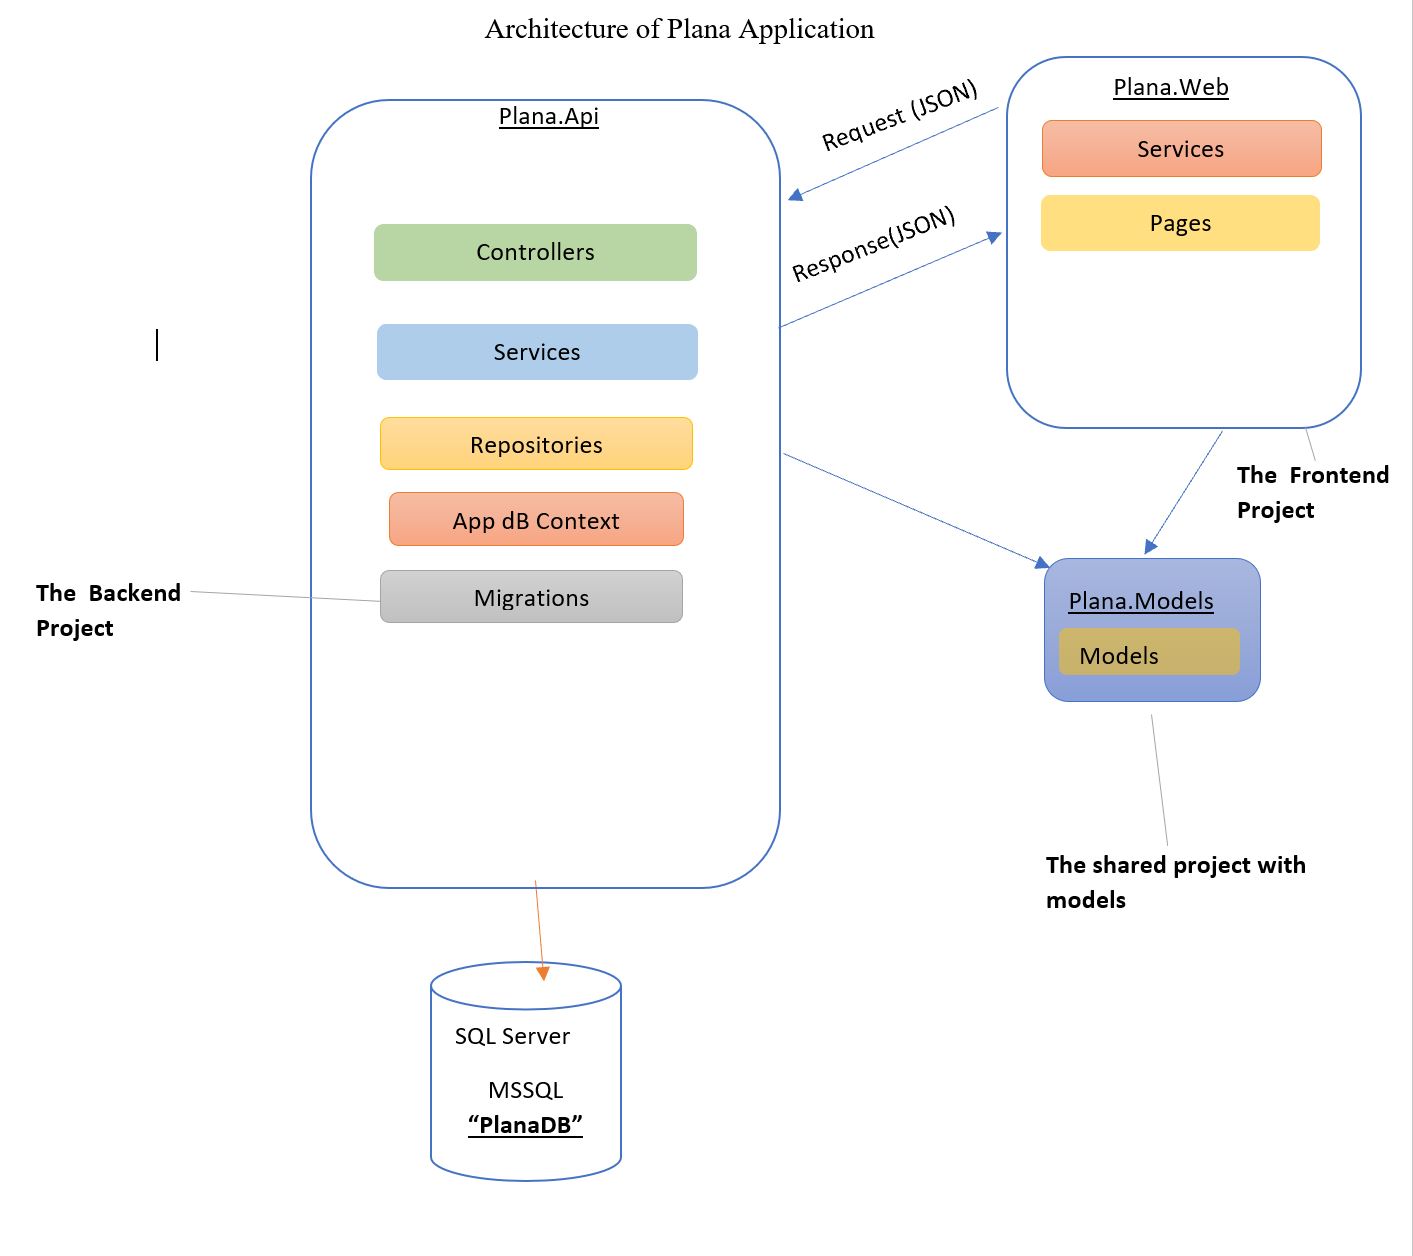 Architecture of Plana Application
Plana.Api
Controllers
Services
Repositories
App dB Context
Migrations
The  Backend
Project
Request (JSON)
Response(JSON)
Plana.Web
Services
Pages
The  Frontend
Project
Plana.Models
Models
The shared project with
models
SQL Server
MSSQL
“PlanaDB”